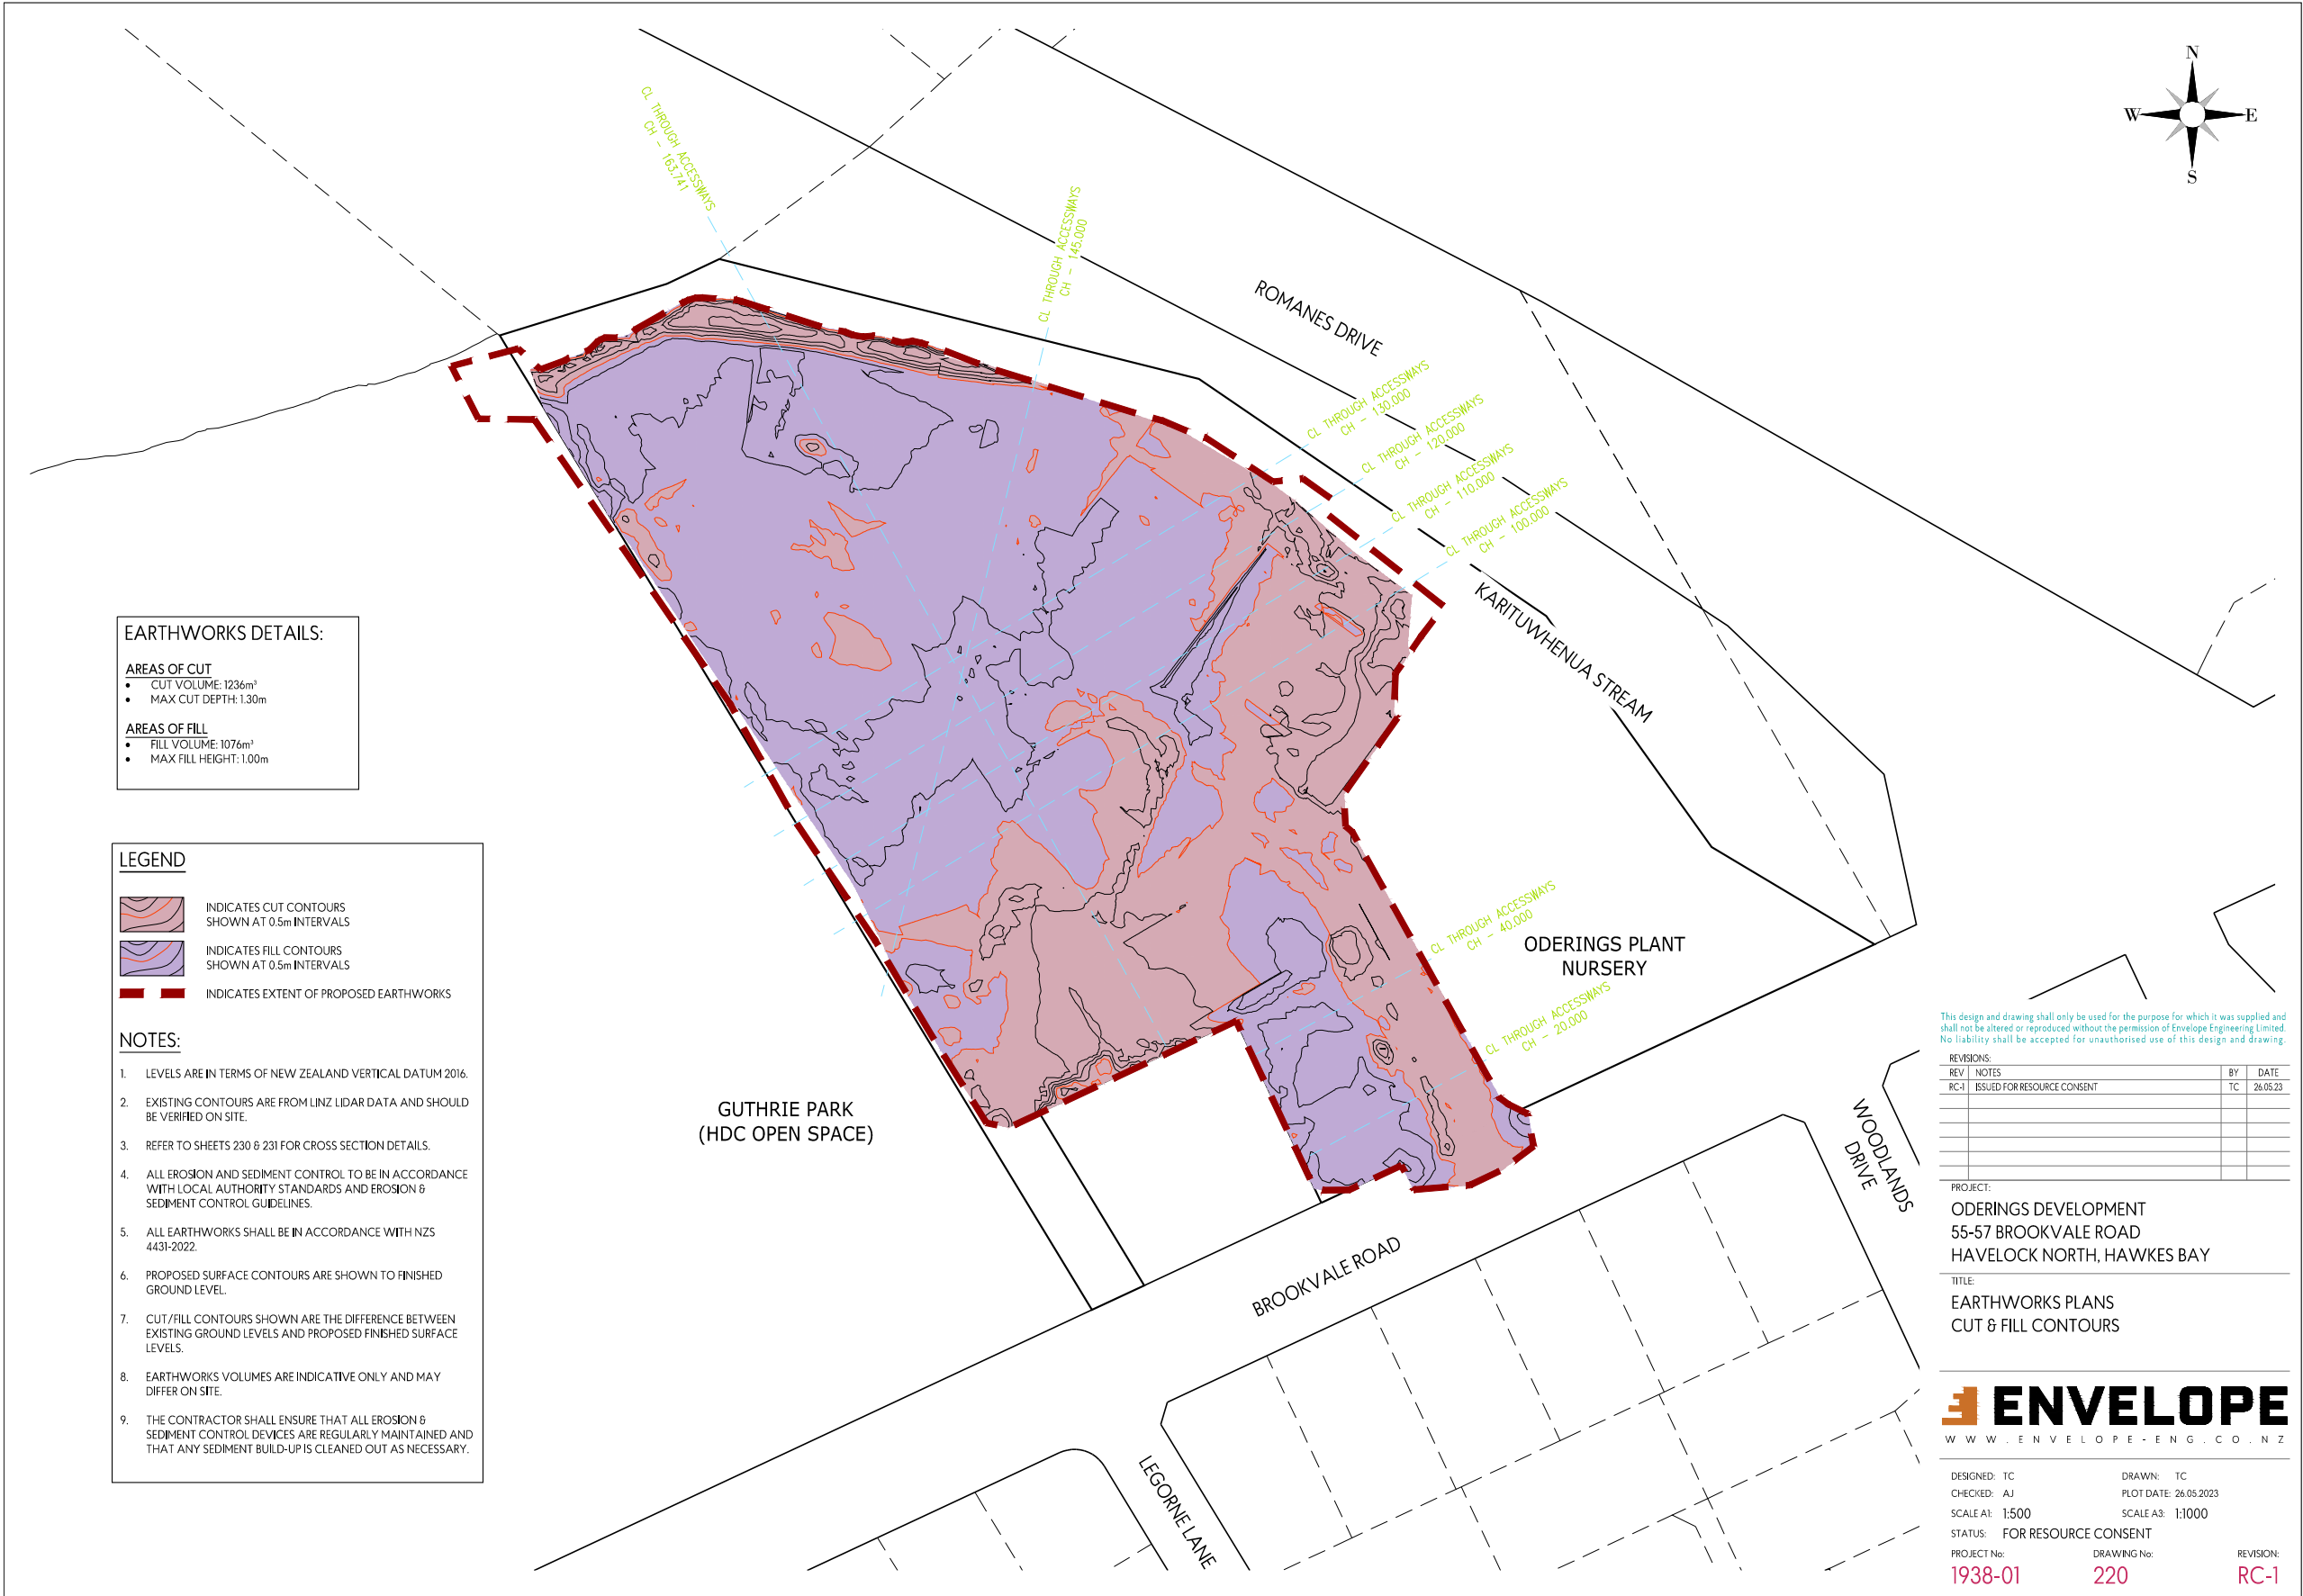 N
W
E
S
CL THROUGH ACCESSWAYS
CH - 163.741
CL THROUGH ACCESSWAYS
CH - 145.000
ROMANES DRIVE
CL THROUGH ACCESSWAYS
CH - 130.000
CL THROUGH ACCESSWAYS
CH - 120.000
CL THROUGH ACCESSWAYS
CH - 110.000
CL THROUGH ACCESSWAYS
CH - 100.000
KARITUWHENUA STREAM
CL THROUGH ACCESSWAYS
CH - 40.000
ODERINGS PLANT
NURSERY
CL THROUGH ACCESSWAYS
CH - 20.000
GUTHRIE PARK
(HDC OPEN SPACE)
WOODLANDS
DRIVE
BROOKVALE ROAD
LEGORNE LANE
EARTHWORKS DETAILS:
AREAS OF CUT
• CUT VOLUME: 1236m³
• MAX CUT DEPTH: 1.30m
AREAS OF FILL
• FILL VOLUME: 1076m³
• MAX FILL HEIGHT: 1.00m
LEGEND
INDICATES CUT CONTOURS
SHOWN AT 0.5m INTERVALS
INDICATES FILL CONTOURS
SHOWN AT 0.5m INTERVALS
INDICATES EXTENT OF PROPOSED EARTHWORKS
NOTES:
1. LEVELS ARE IN TERMS OF NEW ZEALAND VERTICAL DATUM 2016.
2. EXISTING CONTOURS ARE FROM LINZ LIDAR DATA AND SHOULD
BE VERIFIED ON SITE.
3. REFER TO SHEETS 230 & 231 FOR CROSS SECTION DETAILS.
4. ALL EROSION AND SEDIMENT CONTROL TO BE IN ACCORDANCE
WITH LOCAL AUTHORITY STANDARDS AND EROSION &
SEDIMENT CONTROL GUIDELINES.
5. ALL EARTHWORKS SHALL BE IN ACCORDANCE WITH NZS
4431-2022.
6. PROPOSED SURFACE CONTOURS ARE SHOWN TO FINISHED
GROUND LEVEL.
7. CUT/FILL CONTOURS SHOWN ARE THE DIFFERENCE BETWEEN
EXISTING GROUND LEVELS AND PROPOSED FINISHED SURFACE
LEVELS.
8. EARTHWORKS VOLUMES ARE INDICATIVE ONLY AND MAY
DIFFER ON SITE.
9. THE CONTRACTOR SHALL ENSURE THAT ALL EROSION &
SEDIMENT CONTROL DEVICES ARE REGULARLY MAINTAINED AND
THAT ANY SEDIMENT BUILD-UP IS CLEANED OUT AS NECESSARY.
This design and drawing shall only be used for the purpose for which it was supplied and
shall not be altered or reproduced without the permission of Envelope Engineering Limited.
No liability shall be accepted for unauthorised use of this design and drawing.
REVISIONS:
REV NOTES BY DATE
RC-1 ISSUED FOR RESOURCE CONSENT TC 26.05.23
PROJECT:
ODERINGS DEVELOPMENT
55-57 BROOKVALE ROAD
HAVELOCK NORTH, HAWKES BAY
TITLE:
EARTHWORKS PLANS
CUT & FILL CONTOURS
ENVELOPE
WWW.ENVELOPE-ENG.CO.NZ
DESIGNED: TC DRAWN: TC
CHECKED: AJ PLOT DATE: 26.05.2023
SCALE A1: 1:500 SCALE A3: 1:1000
STATUS: FOR RESOURCE CONSENT
PROJECT No: DRAWING No: REVISION:
1938-01 220 RC-1